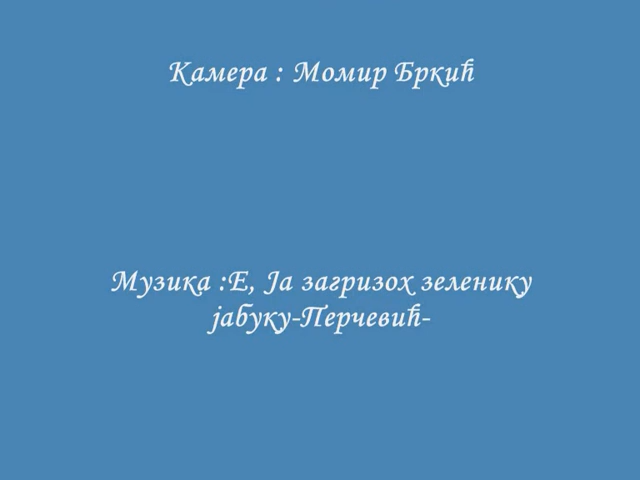 Камера : Момир Бркић
Музика :Е, Ја загризох зеленику
јабуку-Перчевић-